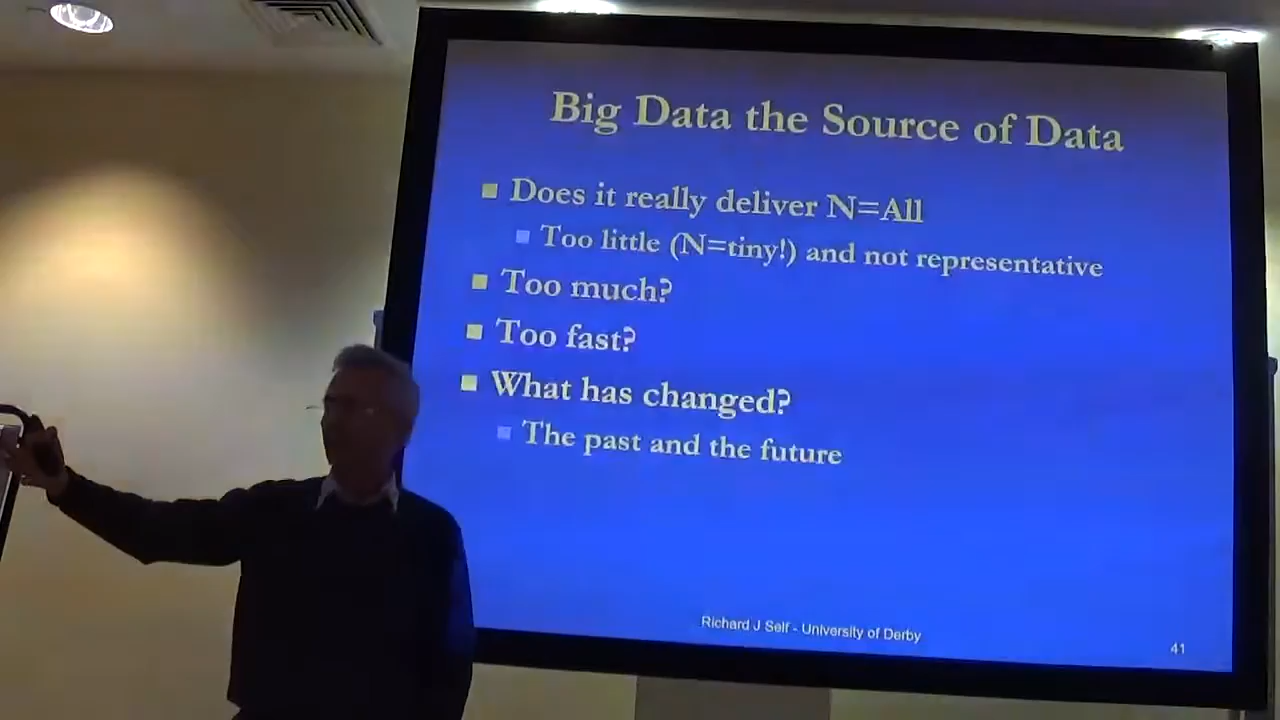 Big Data the Source of Data
Does it really deliver N=All
Too little (N=tiny!) and not representative
Too much?
Too fast?
What has changed?
The past and the future
Richard J Self - University of Derby
41